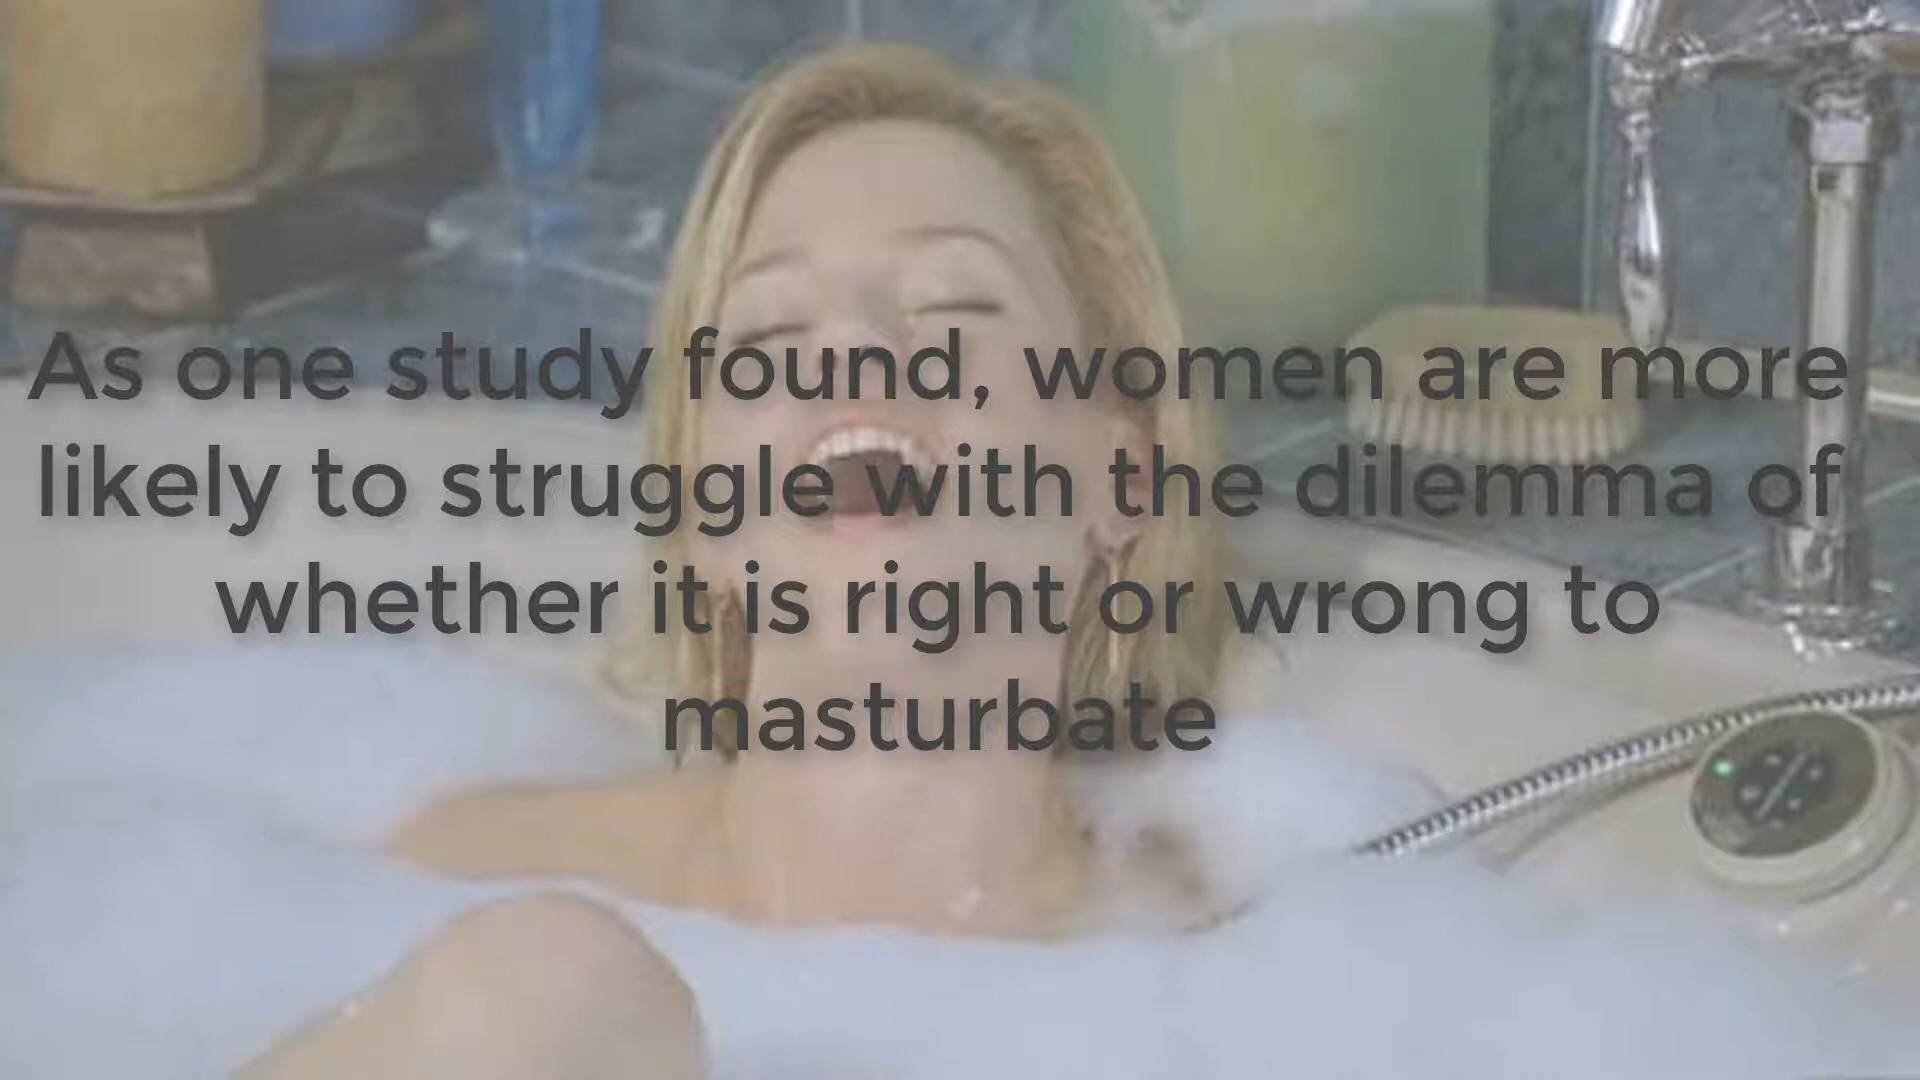 As one study found, women are more
likely to struggle with the dilemma of
whether it is right or wrong to
masturbate